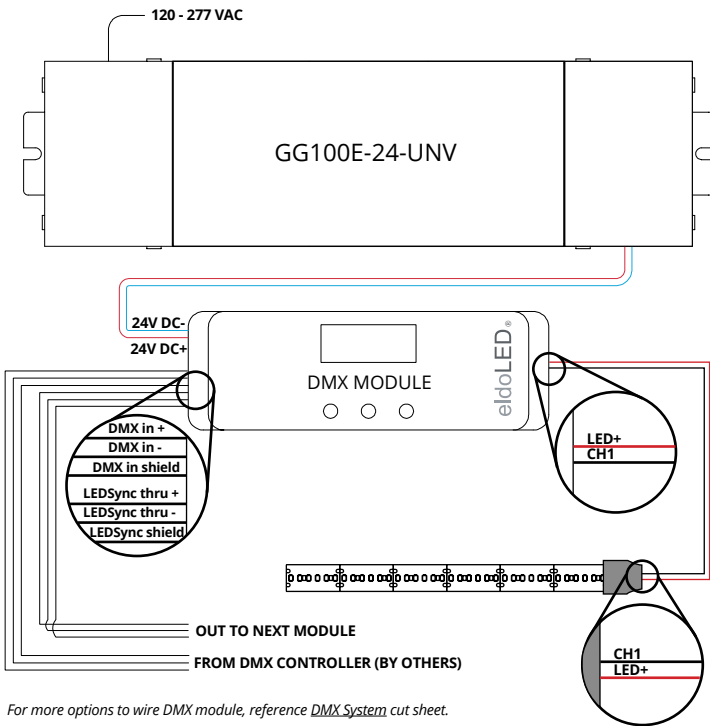 120 - 277 VAC
GG100E-24-UNV
24V DC-
24V DC+
DMX MODULE
eldoLED®
DMX in +
DMX in -
DMX in shield
LEDSync thru +
LEDSync thru -
LEDSync shield
LED+
CH1
CH1
LED+
OUT TO NEXT MODULE
FROM DMX CONTROLLER (BY OTHERS)
For more options to wire DMX module, reference DMX System cut sheet.